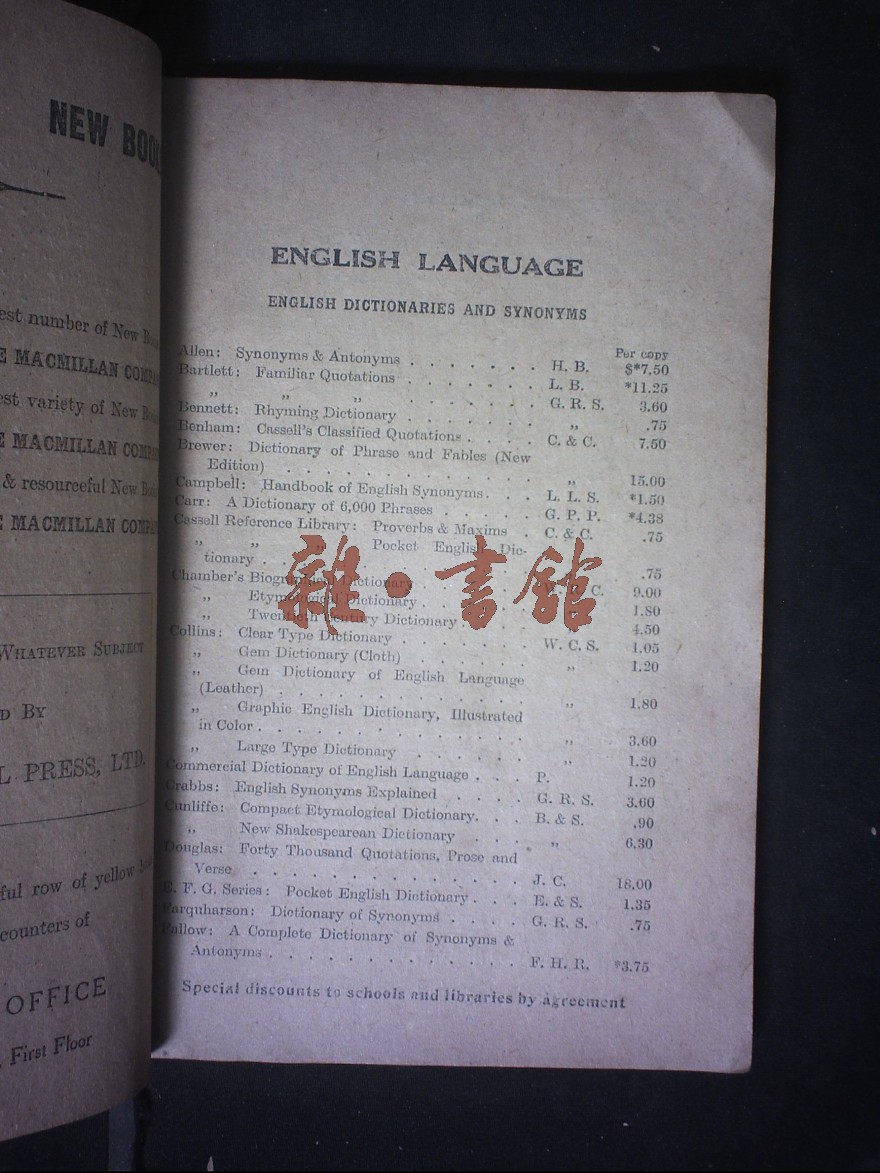 NEW BOO
est number of New Bo
E MACMILLAN COMP
est variety of New Bo
E MACMILLAN COMP
& resourceful New Boo
E MACMILLAN COMP
WHATEVER SUBJECT
D BY
L PRESS, LTD.
ful row of yellow
counters of
OFFICE
, First Floor
ENGLISH LANGUAGE
ENGLISH DICTIONARIES AND SYNONYMS
Per copy
Allen: Synonyms & Antonyms . . . . . . . H. B. $*7.50
Bartlett: Familiar Quotations . . . . . . . L. B. *11.25
„ „ „ . . . . . . . G. R. S. 3.60
Bennett: Rhyming Dictionary . . . . . . . „ .75
Benham: Cassell's Classified Quotations . . . . C. & C. 7.50
Brewer: Dictionary of Phrase and Fables (New
Edition) . . . . . . . „ 15.00
Campbell: Handbook of English Synonyms. . . L. L. S. *1.50
Carr: A Dictionary of 6,000 Phrases . . . . . G. P. P. *4.38
Cassell Reference Library: Proverbs & Maxims . C. & C. .75
„ „ „ Pocket English Dic-
tionary . . . . . . . .75
Chamber's Biographical Dictionary C. 9.00
„ Etymological Dictionary . . . . 1.80
„ Twentieth Century Dictionary . . . „ 4.50
Collins: Clear Type Dictionary . . . . . . W. C. S. 1.05
„ Gem Dictionary (Cloth) . . . . . „ 1.20
„ Gem Dictionary of English Language
(Leather) . . . . . . . „ 1.80
„ Graphic English Dictionary, Illustrated
in Color . . . . . . . „ 3.60
„ Large Type Dictionary . . . . . . „ 1.20
Commercial Dictionary of English Language . . . P. 1.20
Crabbs: English Synonyms Explained . . . . G. R. S. 3.60
Cunliffe: Compact Etymological Dictionary. . . B. & S. .90
„ New Shakespearean Dictionary . . . . „ 6.30
Douglas: Forty Thousand Quotations, Prose and
Verse . . . . . . . J. C. 18.00
E. F. G. Series: Pocket English Dictionary . . . E. & S. 1.35
Farquharson: Dictionary of Synonyms . . . . G. R. S. .75
Fallow: A Complete Dictionary of Synonyms &
Antonyms . . . . . . . F. H. R. *3.75
Special discounts to schools and libraries by agreement
雜·書館